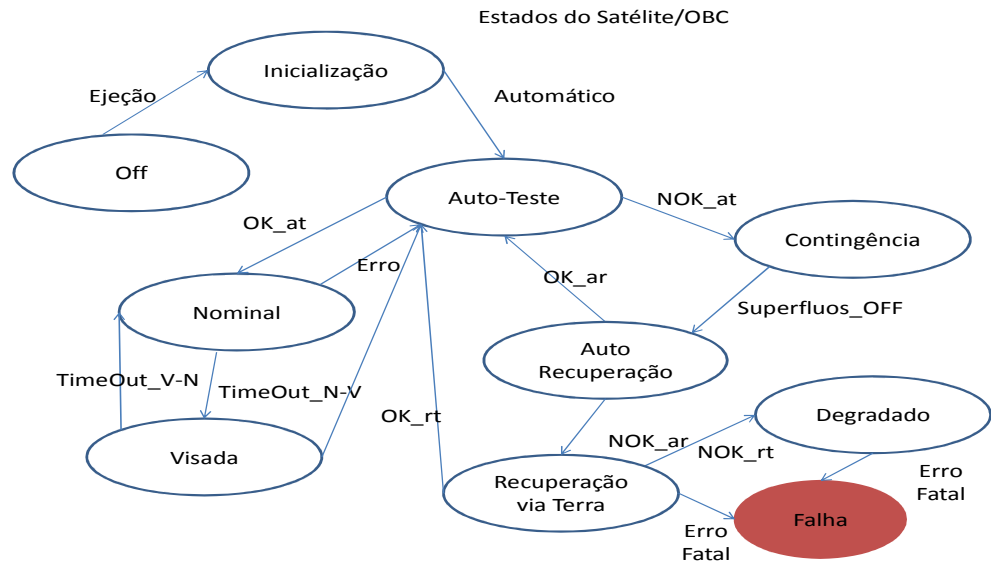 Estados do Satélite/OBC
Inicialização
Ejeção
Automático
Off
Auto-Teste
NOK_at
OK_at
Contingência
Erro
OK_ar
Nominal
Superfluos_OFF
Auto
Recuperação
TimeOut_V-N
TimeOut_N-V
OK_rt
Degradado
NOK_ar
NOK_rt
Visada
Recuperação
via Terra
Erro
Fatal
Falha
Erro
Fatal